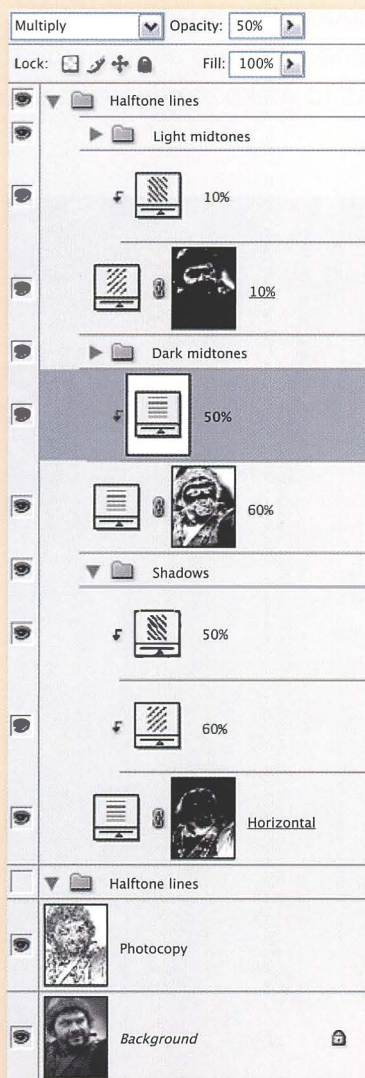 Multiply Opacity: 50%
Lock: Fill: 100%
Halftone lines
Light midtones
10%
10%
Dark midtones
50%
60%
Shadows
50%
60%
Horizontal
Halftone lines
Photocopy
Background